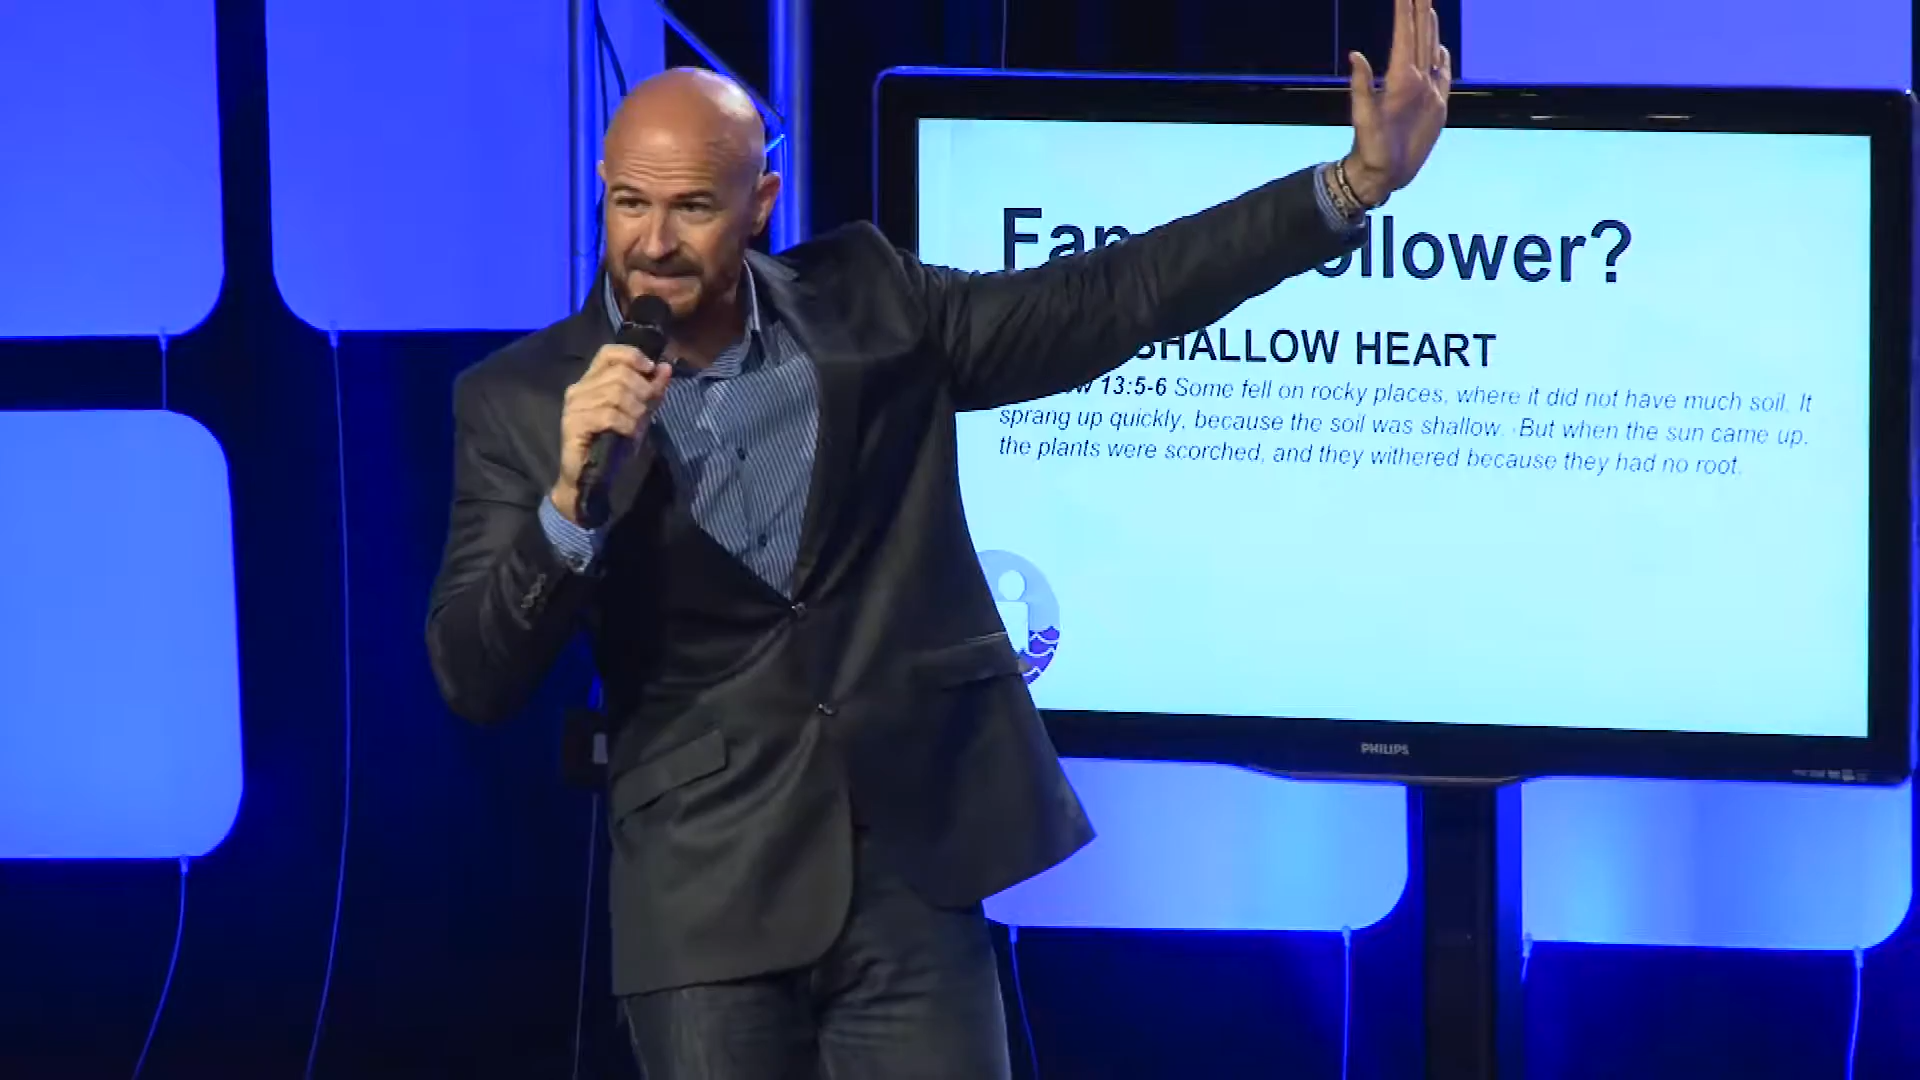 Fan ollower?
SHALLOW HEART
13:5-6 Some fell on rocky places, where it did not have much soil. It
sprang up quickly, because the soil was shallow. But when the sun came up,
the plants were scorched, and they withered because they had no root.
PHILIPS